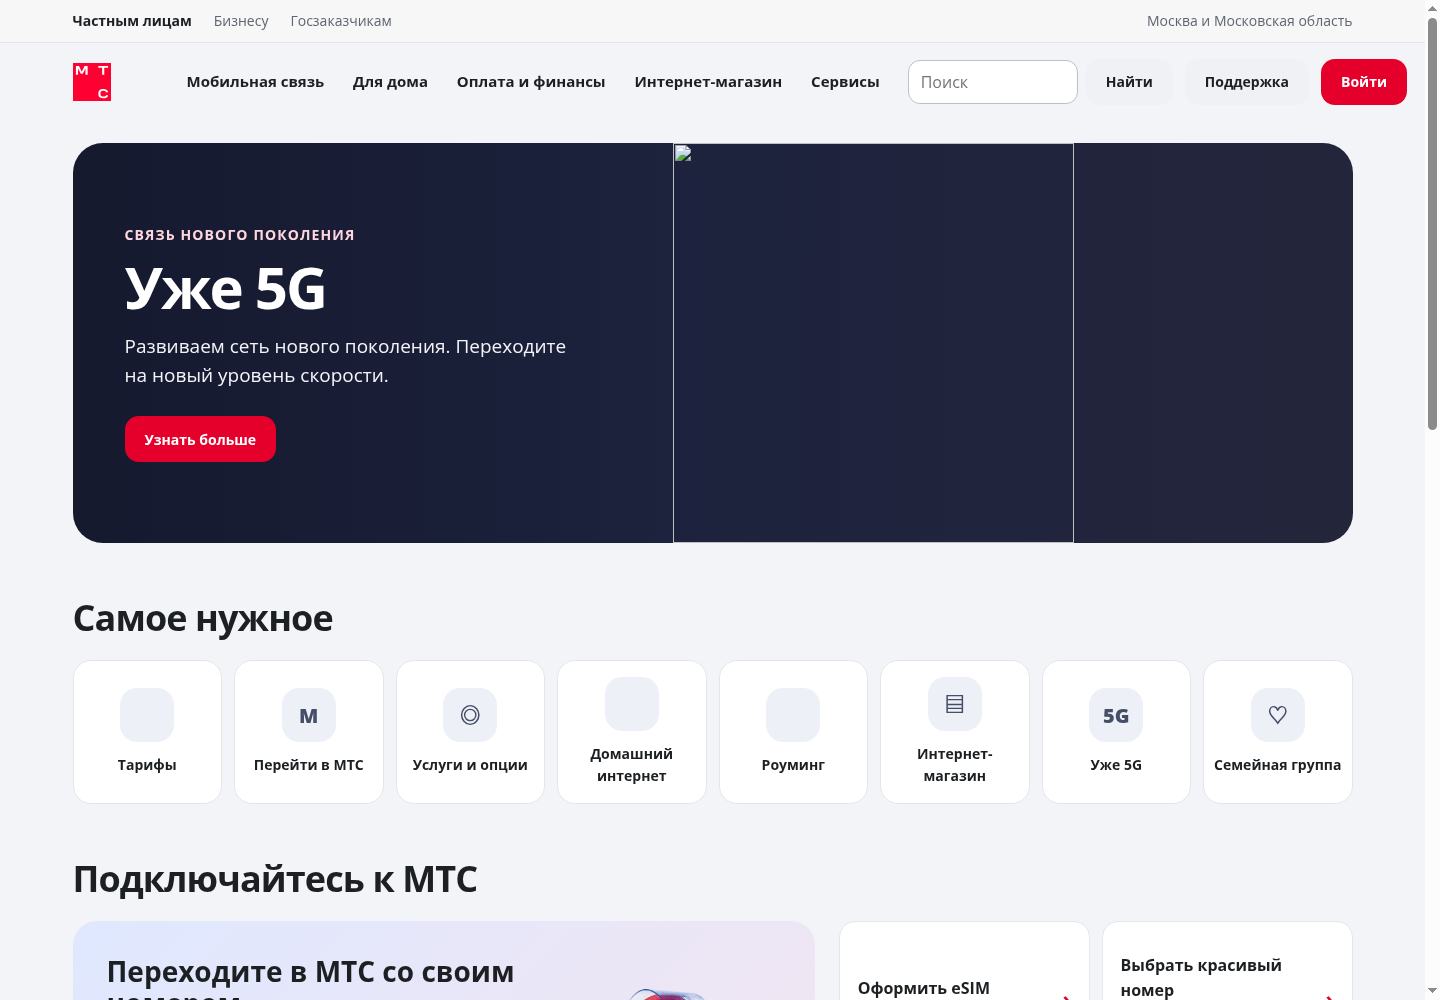 Частным лицам
Бизнесу
Госзаказчикам
Москва и Московская область
М Т
С
Мобильная связь
Для дома
Оплата и финансы
Интернет-магазин
Сервисы
Поиск
Найти
Поддержка
Войти
СВЯЗЬ НОВОГО ПОКОЛЕНИЯ
Уже 5G
Развиваем сеть нового поколения. Переходите
на новый уровень скорости.
Узнать больше
Самое нужное
Тарифы
М
Перейти в МТС
Услуги и опции
Домашний
интернет
Роуминг
Интернет-
магазин
5G
Уже 5G
Семейная группа
Подключайтесь к МТС
Переходите в МТС со своим
номером
Оформить eSIM
Выбрать красивый
номер